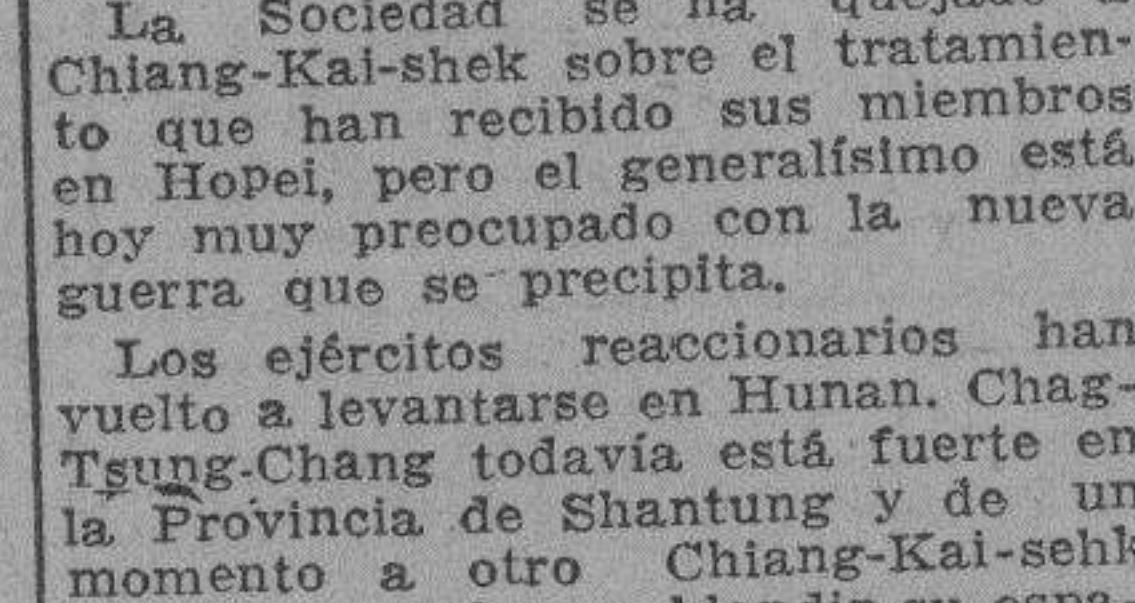 La Sociedad se ha quejado a
Chiang-Kai-shek sobre el tratamien-
to que han recibido sus miembros
en Hopei, pero el generalísimo está
hoy muy preocupado con la nueva
guerra que se precipita.
Los ejércitos reaccionarios han
vuelto a levantarse en Hunan. Chag-
Tsung-Chang todavía está fuerte en
la Provincia de Shantung y de un
momento a otro Chiang-Kai-sehk
su espa-